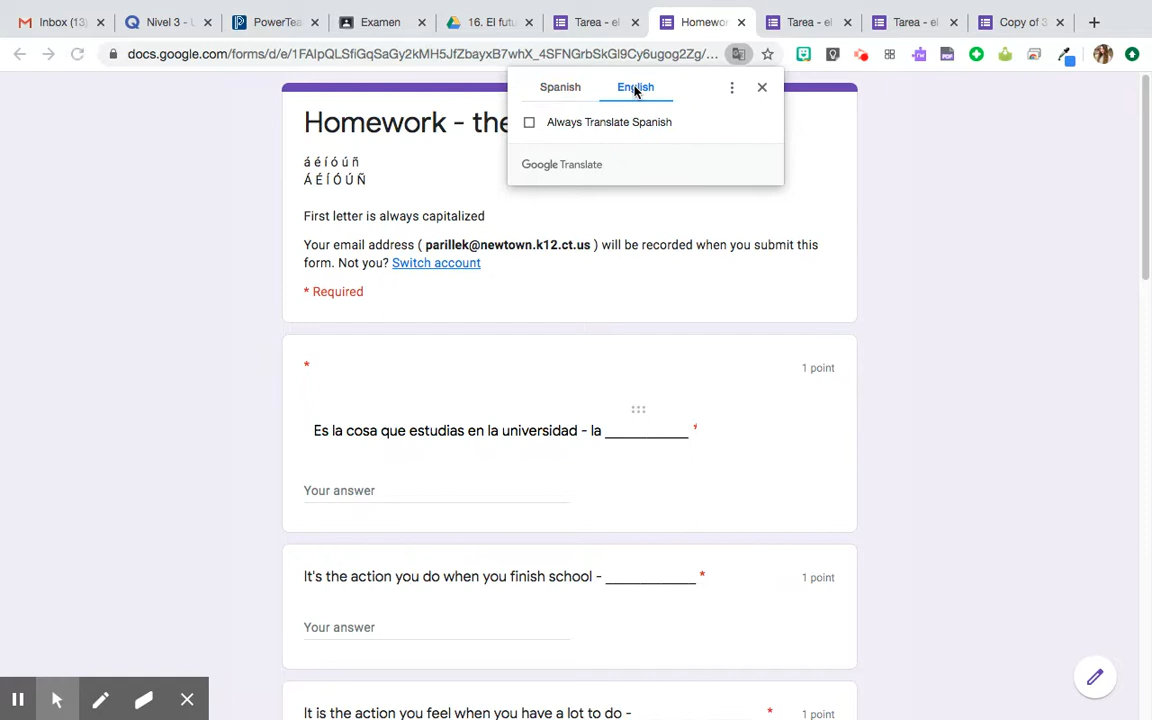 Inbox (13)
Nivel 3 - U
PowerTea
Examen
16. El futu
Tarea - el
Homewor
Tarea - el
Tarea - el
Copy of 3
docs.google.com/forms/d/e/1FAIpQLSfiGqSaGy2kMH5JfZbayxB7whX_4SFNGrbSkGl9Cy6ugog2Zg/...
Spanish
English
Always Translate Spanish
Google Translate
Homework - the
á é í ó ú ñ
Á É Í Ó Ú Ñ
First letter is always capitalized
Your email address ( parillek@newtown.k12.ct.us ) will be recorded when you submit this
form. Not you? Switch account
* Required
*
1 point
Es la cosa que estudias en la universidad - la __________ *
Your answer
It's the action you do when you finish school - ___________ *
1 point
Your answer
It is the action you feel when you have a lot to do - *
1 point